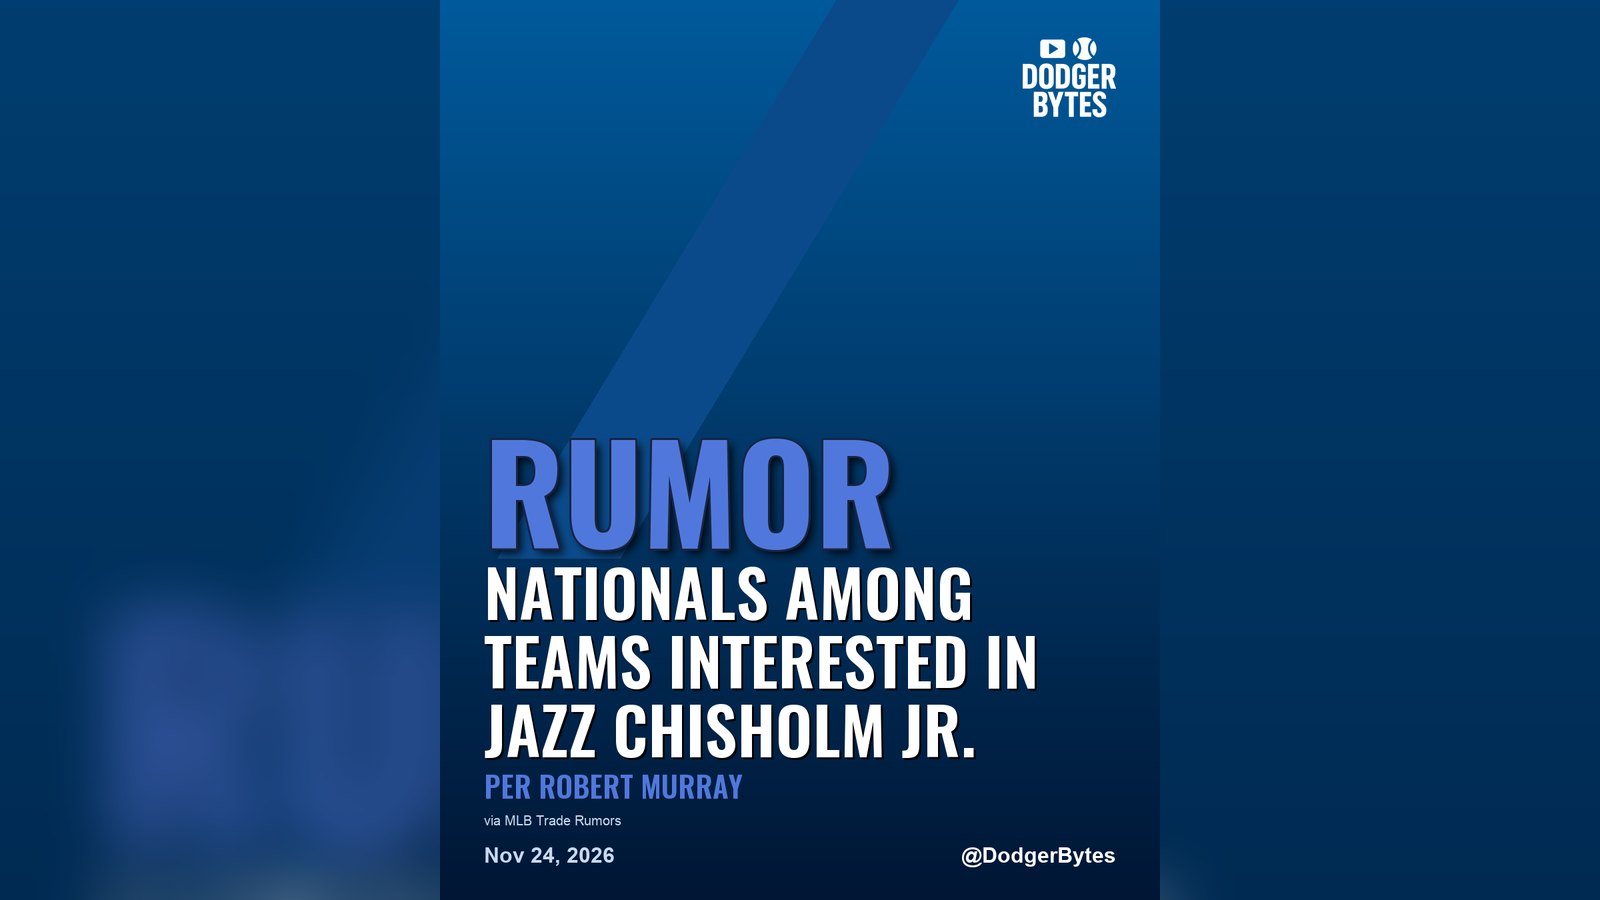 DODGER
BYTES
RUMOR
NATIONALS AMONG
TEAMS INTERESTED IN
JAZZ CHISHOLM JR.
PER ROBERT MURRAY
via MLB Trade Rumors
Nov 24, 2026
@DodgerBytes